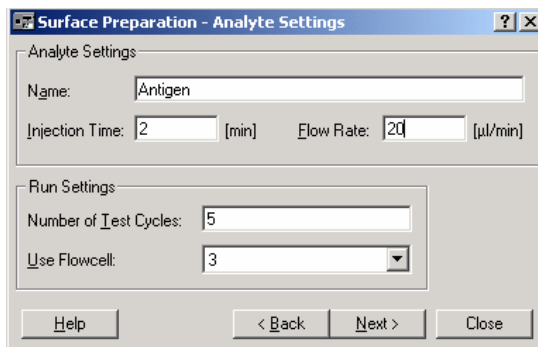 Surface Preparation - Analyte Settings
Analyte Settings
Name: Antigen
Injection Time: 2 [min] Flow Rate: 20 [µl/min]
Run Settings
Number of Test Cycles: 5
Use Flowcell: 3
Help < Back Next > Close